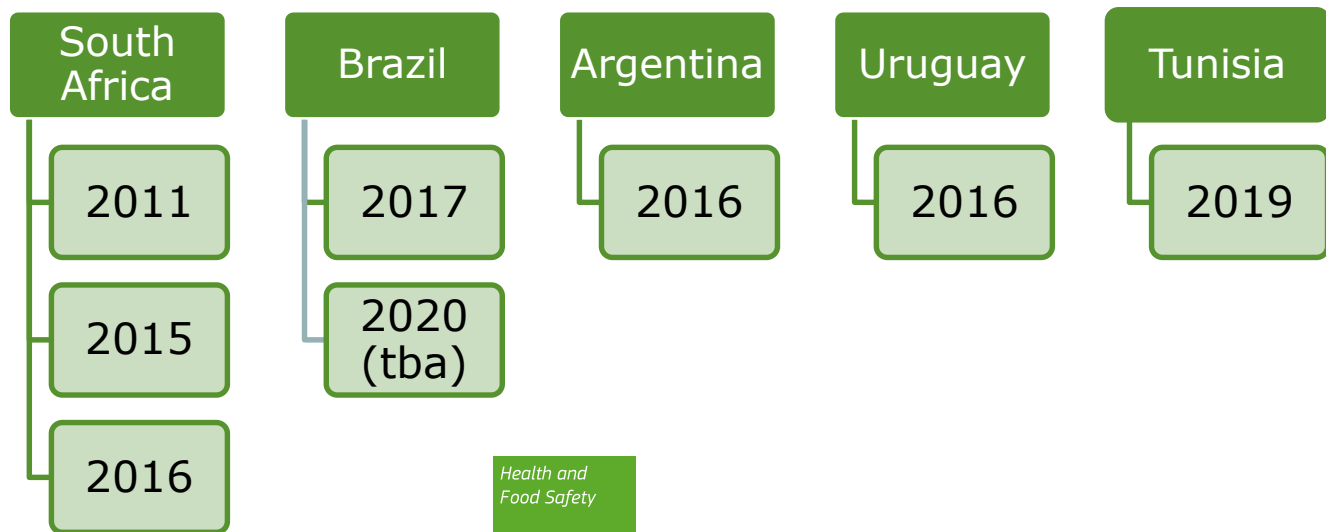 South
Africa
2011
2015
2016
Brazil
2017
2020
(tba)
Argentina
2016
Uruguay
2016
Tunisia
2019
Health and
Food Safety